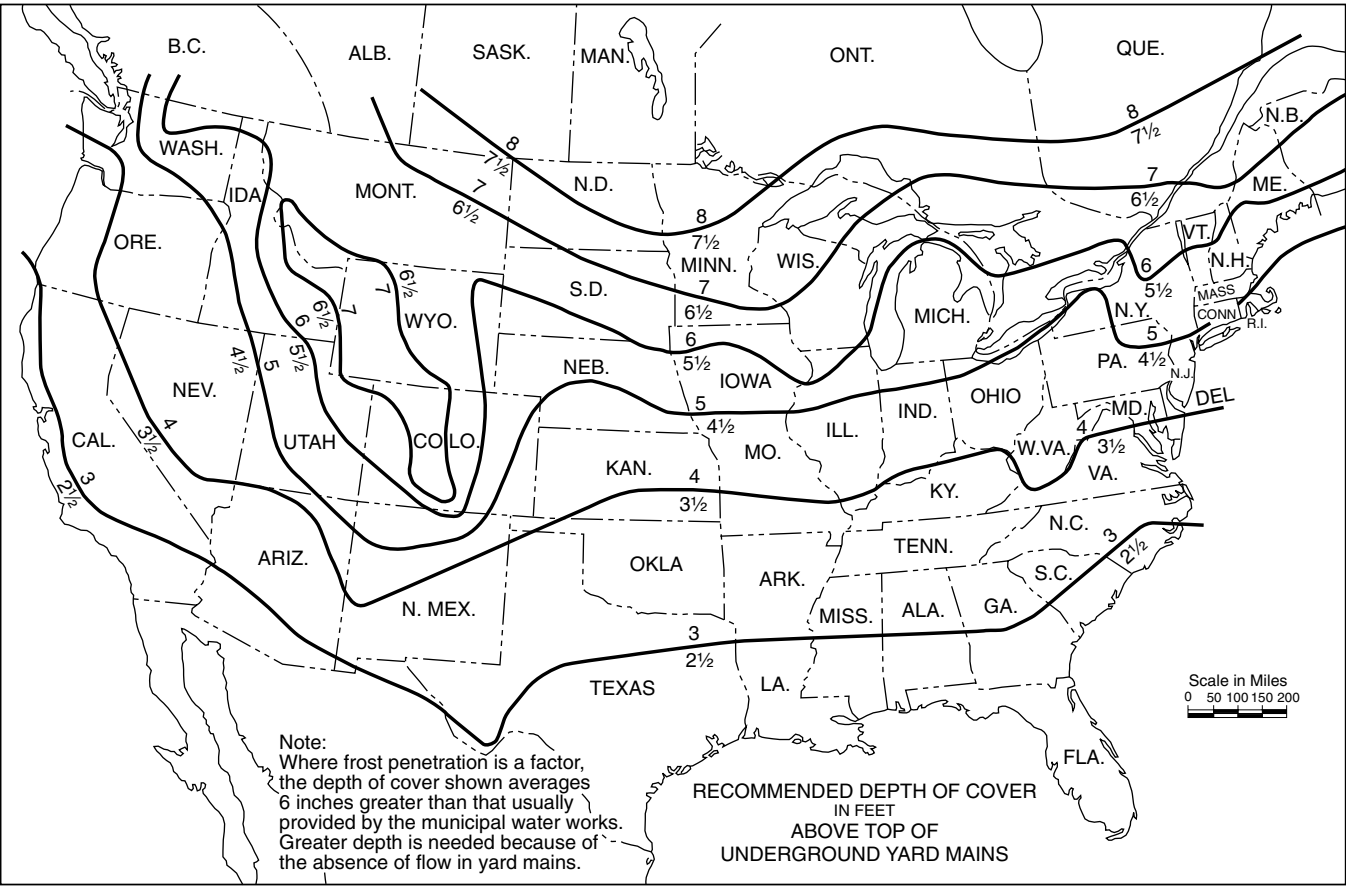 B.C.
ALB.
SASK.
MAN.
ONT.
QUE.
N.B.
WASH.
IDA
MONT.
N.D.
MINN.
WIS.
MICH.
ME.
VT.
N.H.
MASS
CONN
R.I.
N.Y.
ORE.
WYO.
S.D.
NEB.
IOWA
PA.
N.J.
NEV.
UTAH
COLO.
CAL.
ILL.
IND.
OHIO
MD.
DEL
W.VA.
VA.
KAN.
MO.
KY.
ARIZ.
N. MEX.
OKLA
ARK.
TENN.
N.C.
S.C.
MISS.
ALA.
GA.
TEXAS
LA.
FLA.
8
7½
8
7½
8
7½
7
6½
7
6½
7
6½
6½
7
6½
7
6
5½
6
5½
6
5½
5
4½
5
4½
5
4½
4
3½
4
3½
4
3½
3
2½
3
2½
3
2½
Scale in Miles
0 50 100 150 200
Note:
Where frost penetration is a factor,
the depth of cover shown averages
6 inches greater than that usually
provided by the municipal water works.
Greater depth is needed because of
the absence of flow in yard mains.
RECOMMENDED DEPTH OF COVER
IN FEET
ABOVE TOP OF
UNDERGROUND YARD MAINS